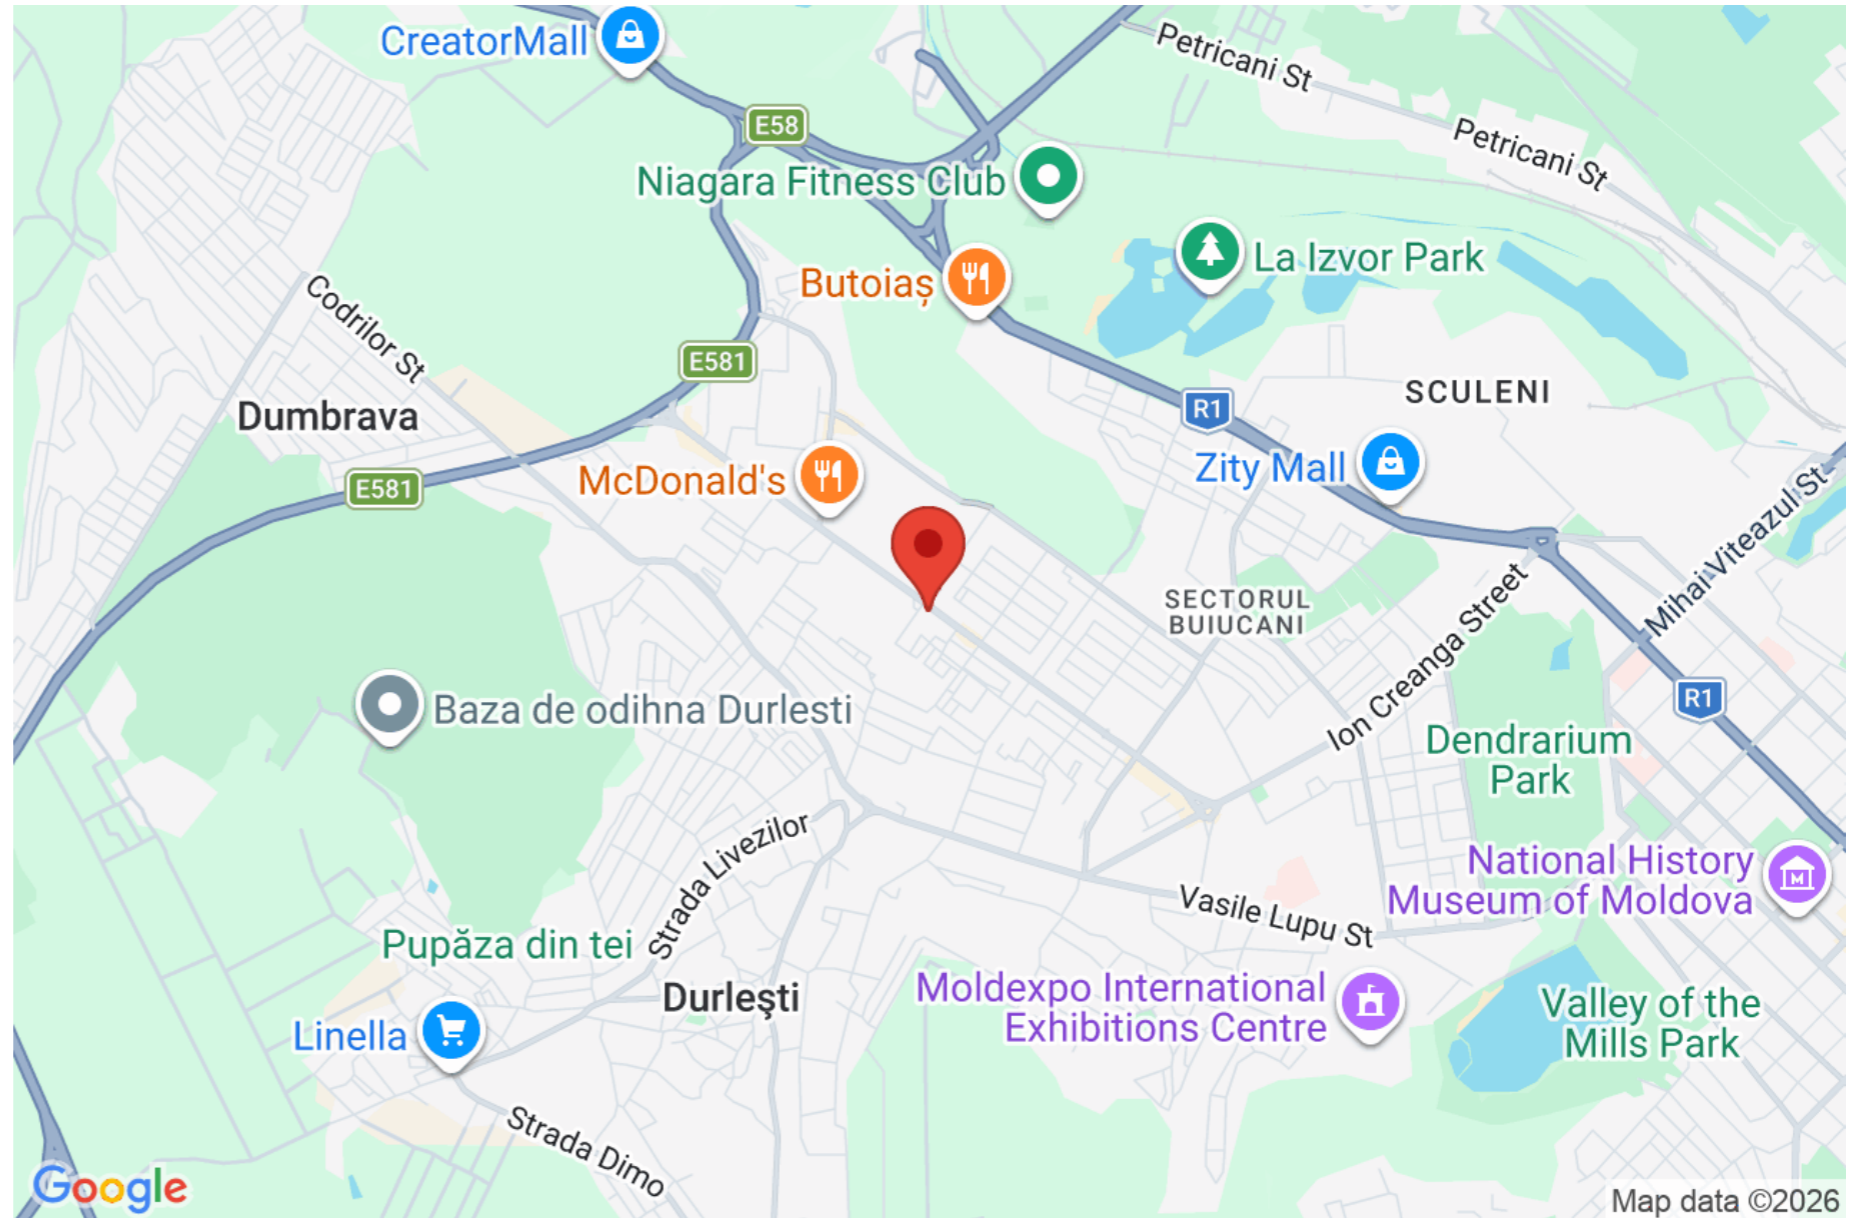 CreatorMall
Petricani St
E58
Petricani St
Niagara Fitness Club
La Izvor Park
Butoiaș
Codrilor St
E581
SCULENI
R1
Dumbrava
Zity Mall
McDonald's
E581
Mihai Viteazul St
SECTORUL
BUIUCANI
Ion Creanga Street
R1
Baza de odihna Durlesti
Dendrarium
Park
Strada Livezilor
National History
Museum of Moldova
Vasile Lupu St
Pupăza din tei
Durleşti
Moldexpo International
Exhibitions Centre
Valley of the
Mills Park
Linella
Strada Dimo
Google
Map data ©2026